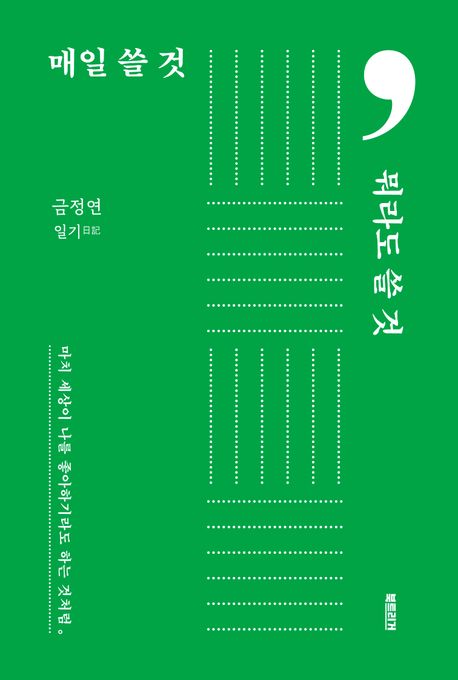 매일 쓸 것
,
뭐라도 쓸 것
금정연
일기日記
마치 세상이 나를 좋아하기라도 하는 것처럼。
북트리거